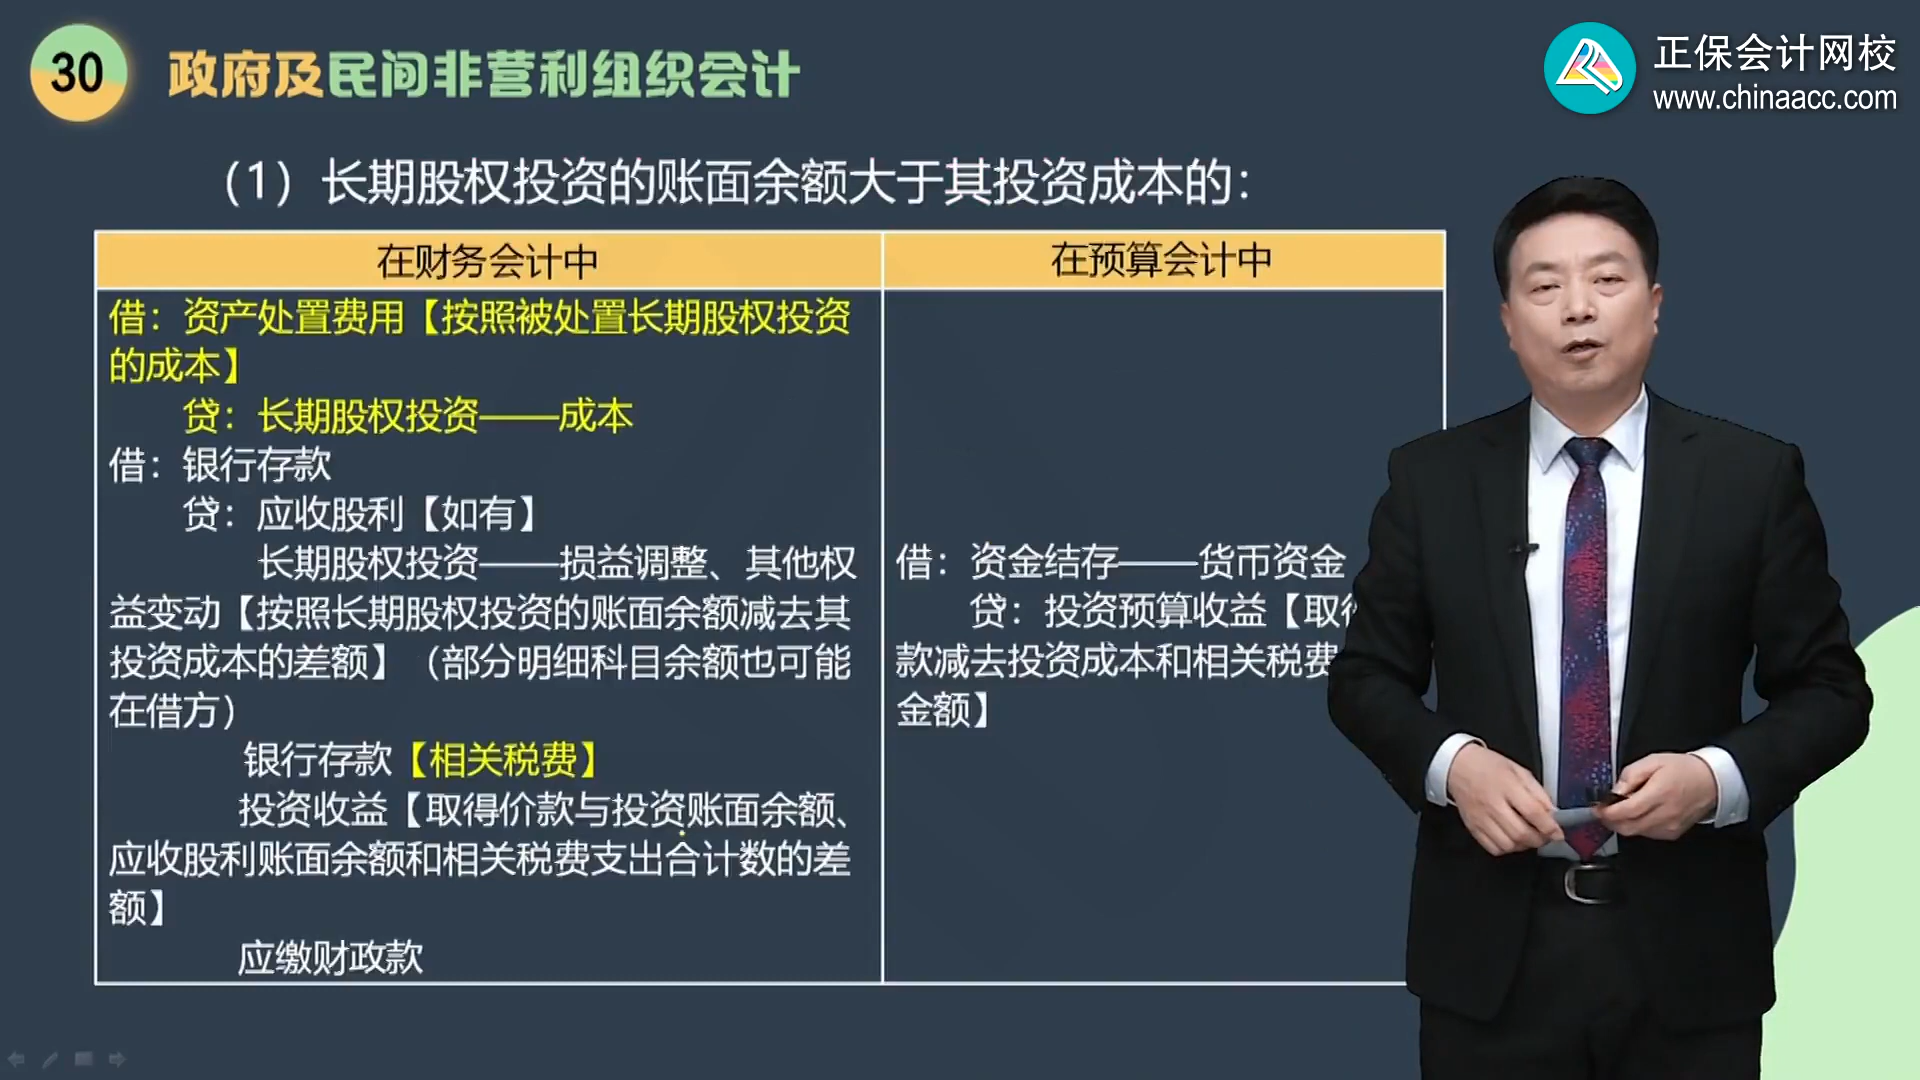 30 政府及民间非营利组织会计
正保会计网校
www.chinaacc.com
（1）长期股权投资的账面余额大于其投资成本的：
在财务会计中
借：资产处置费用【按照被处置长期股权投资
的成本】
贷：长期股权投资——成本
借：银行存款
贷：应收股利【如有】
长期股权投资——损益调整、其他权
益变动【按照长期股权投资的账面余额减去其
投资成本的差额】（部分明细科目余额也可能
在借方）
银行存款【相关税费】
投资收益【取得价款与投资账面余额、
应收股利账面余额和相关税费支出合计数的差
额】
应缴财政款
在预算会计中
借：资金结存——货币资金
贷：投资预算收益【取
款减去投资成本和相关税费
金额】